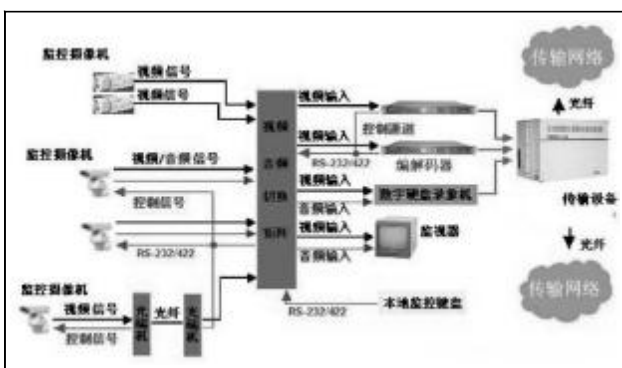 监控摄像机
视频信号
视频信号
监控摄像机
视频/音频信号
控制信号
RS-232/422
监控摄像机
视频信号
控制信号
光端机
光纤
光端机
视频
音频
切换
矩阵
视频输入
控制通道
视频输入
RS-232/422
编解码器
视频输入
音频输入
数字硬盘录象机
视频输入
音频输入
监视器
RS-232/422
本地监控键盘
传输网络
光纤
传输设备
光纤
传输网络